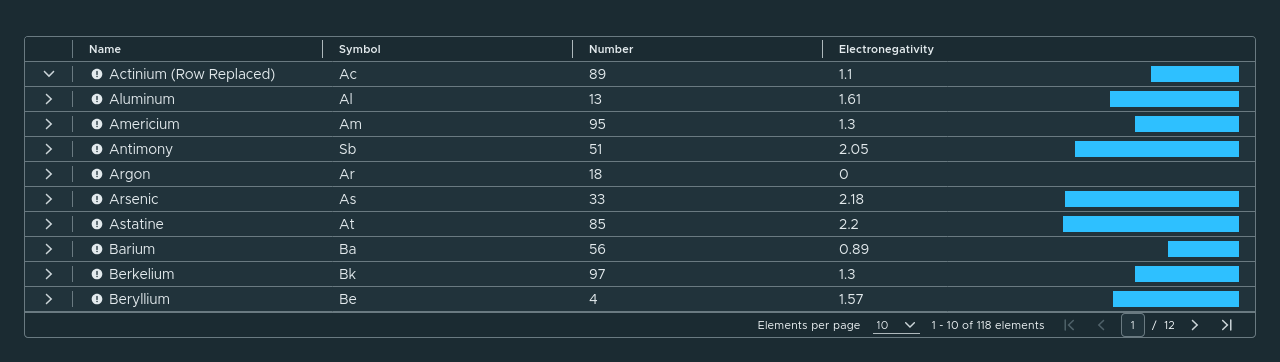 Name Symbol Number Electronegativity
Actinium (Row Replaced) Ac 89 1.1
Aluminum Al 13 1.61
Americium Am 95 1.3
Antimony Sb 51 2.05
Argon Ar 18 0
Arsenic As 33 2.18
Astatine At 85 2.2
Barium Ba 56 0.89
Berkelium Bk 97 1.3
Beryllium Be 4 1.57
Elements per page 10 1 - 10 of 118 elements 1 / 12